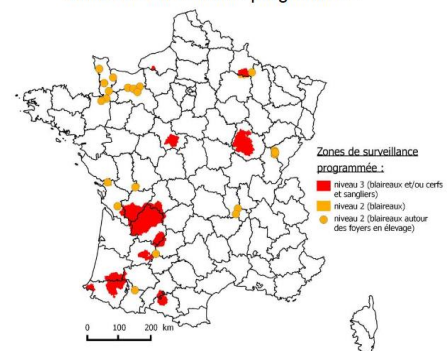 Zones de surveillance
programmée :
niveau 3 (blaireaux et/ou cerfs
et sangliers)
niveau 2 (blaireaux)
niveau 2 (blaireaux autour
des foyers en élevage)
0 100 200 km